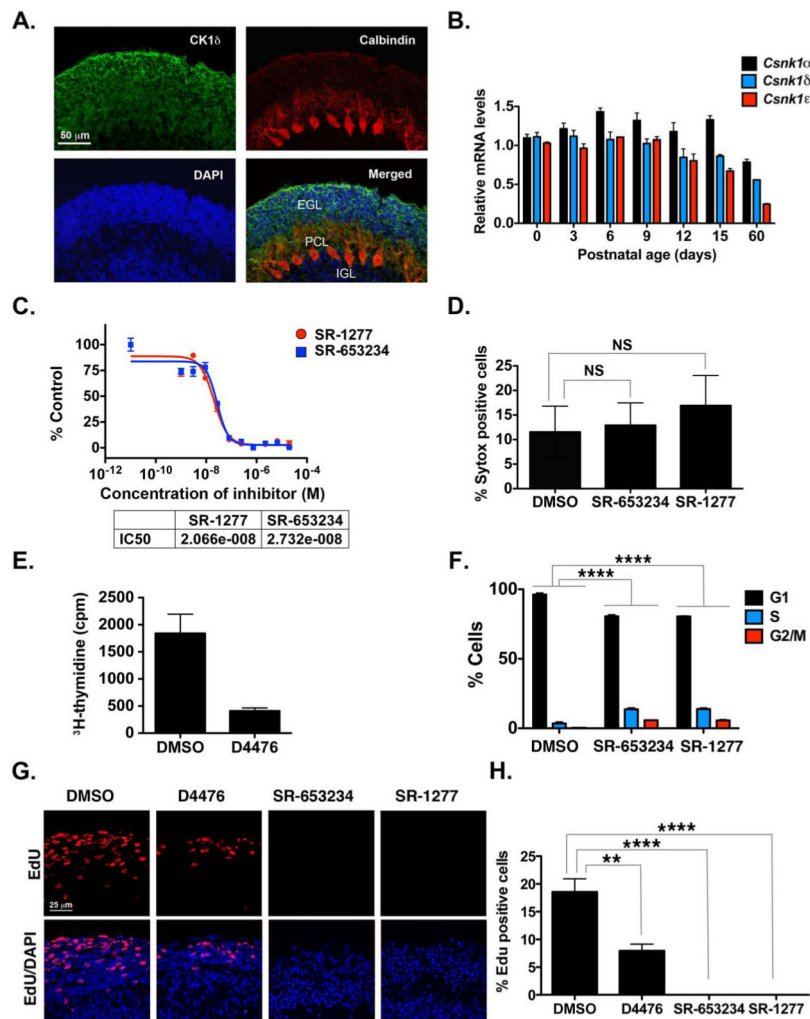 A.
CK1δ
Calbindin
50 μm
DAPI
Merged
EGL
PCL
IGL
B.
Csnk1α
Csnk1δ
Csnk1ε
Relative mRNA levels
1.5
1.0
0.5
0.0
0 3 6 9 12 15 60
Postnatal age (days)
C.
SR-1277
SR-653234
% Control
100
75
50
25
0
10⁻¹² 10⁻¹⁰ 10⁻⁸ 10⁻⁶ 10⁻⁴
Concentration of inhibitor (M)
SR-1277 SR-653234
IC50 2.066e-008 2.732e-008
D.
NS
NS
% Sytox positive cells
25
20
15
10
5
0
DMSO SR-653234 SR-1277
E.
³H-thymidine (cpm)
2500
2000
1500
1000
500
0
DMSO D4476
F.
****
****
G1
S
G2/M
% Cells
100
50
0
DMSO SR-653234 SR-1277
G.
DMSO D4476 SR-653234 SR-1277
EdU
25 μm
EdU/DAPI
H.
****
****
**
% Edu positive cells
25
20
15
10
5
0
DMSO D4476 SR-653234 SR-1277